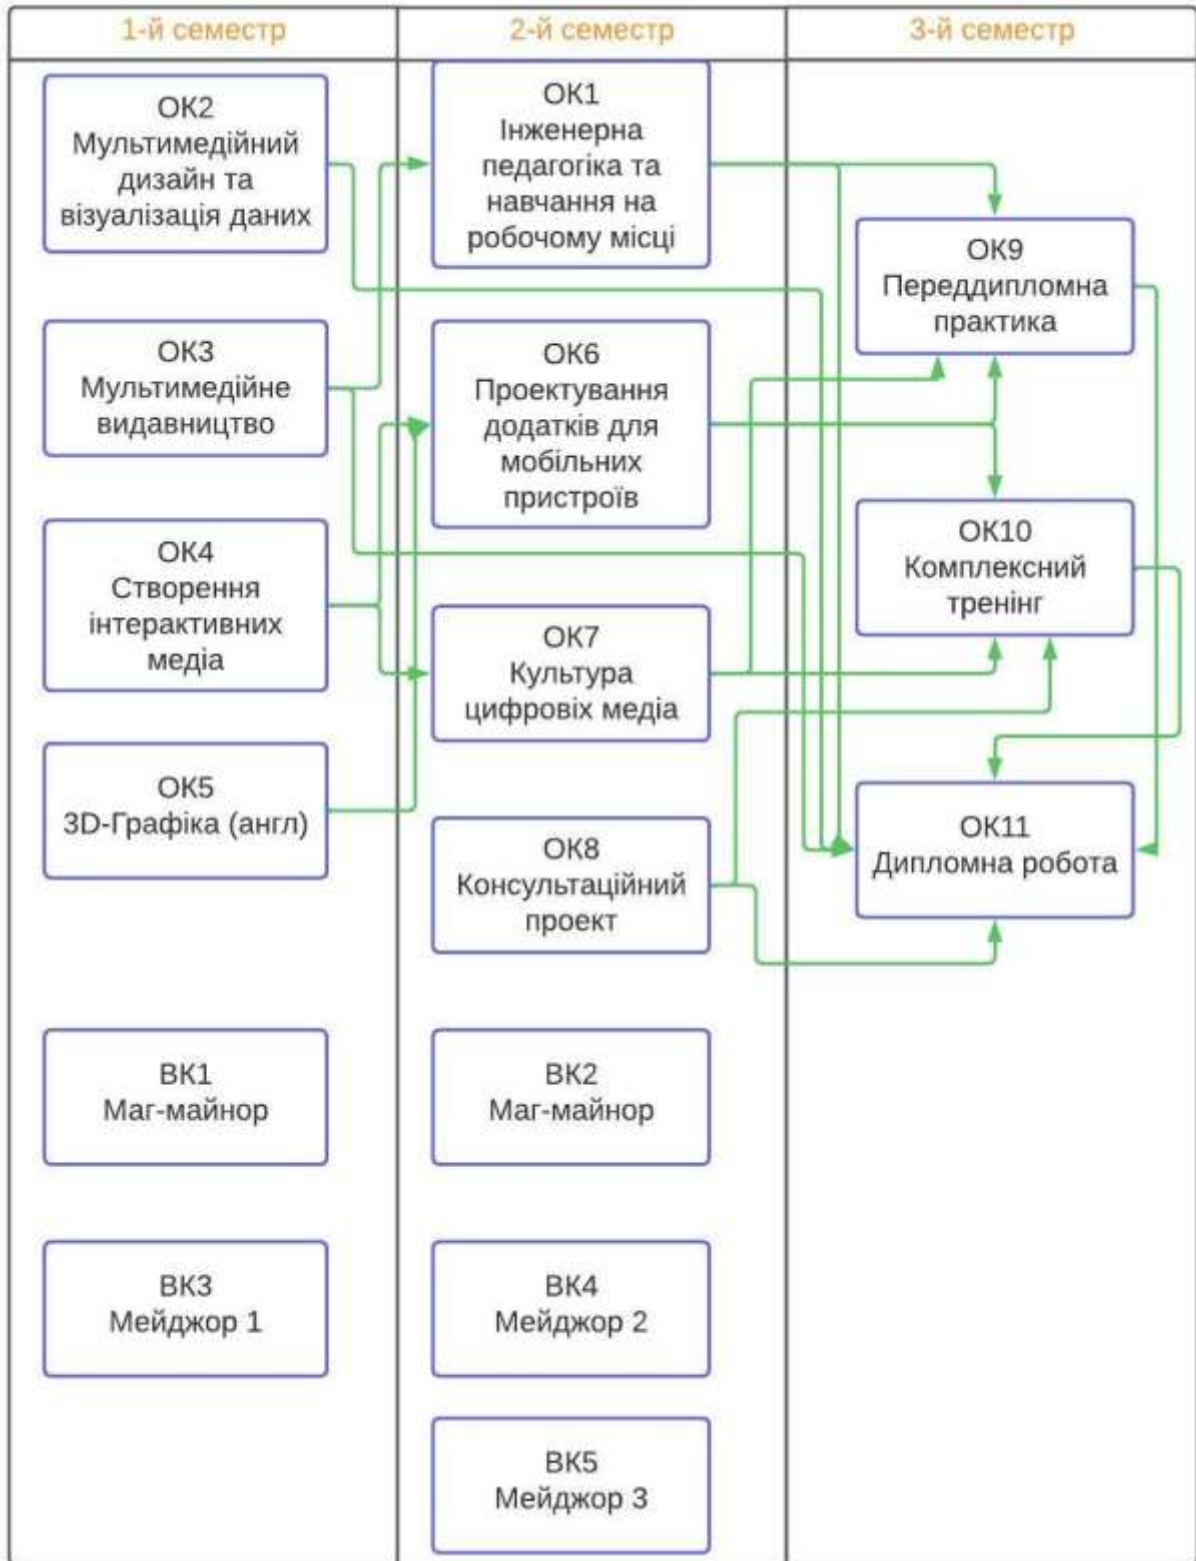 1-й семестр
2-й семестр
3-й семестр
ОК2
Мультимедійний
дизайн та
візуалізація даних
ОК3
Мультимедійне
видавництво
ОК4
Створення
інтерактивних
медіа
ОК5
3D-Графіка (англ)
ВК1
Маг-майнор
ВК3
Мейджор 1
ОК1
Інженерна
педагогіка та
навчання на
робочому місці
ОК6
Проектування
додатків для
мобільних
пристроїв
ОК7
Культура
цифровіх медіа
ОК8
Консультаційний
проект
ВК2
Маг-майнор
ВК4
Мейджор 2
ВК5
Мейджор 3
ОК9
Переддипломна
практика
ОК10
Комплексний
тренінг
ОК11
Дипломна робота